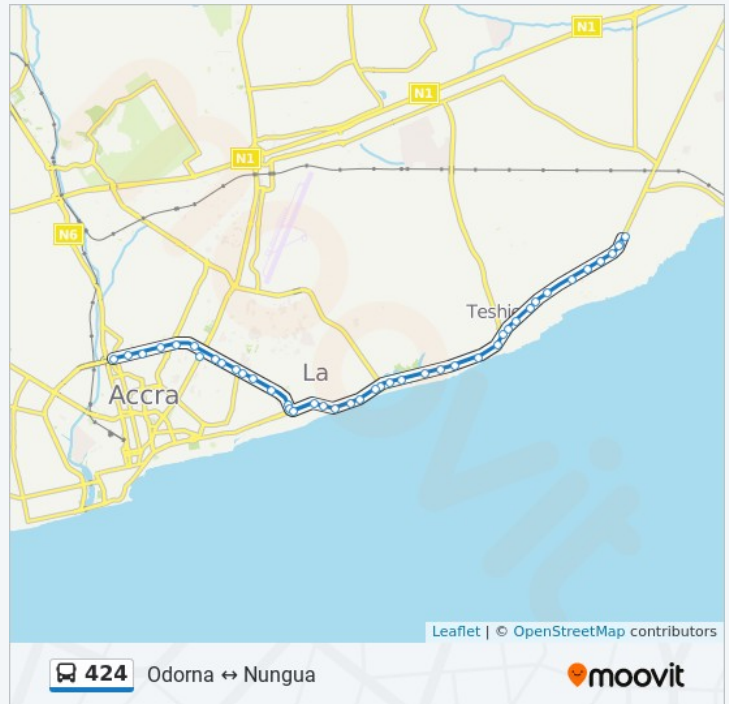 N1
N1
N1
N6
Teshie
La
Accra
Leaflet | © OpenStreetMap contributors
424 Odorna ↔ Nungua
moovit